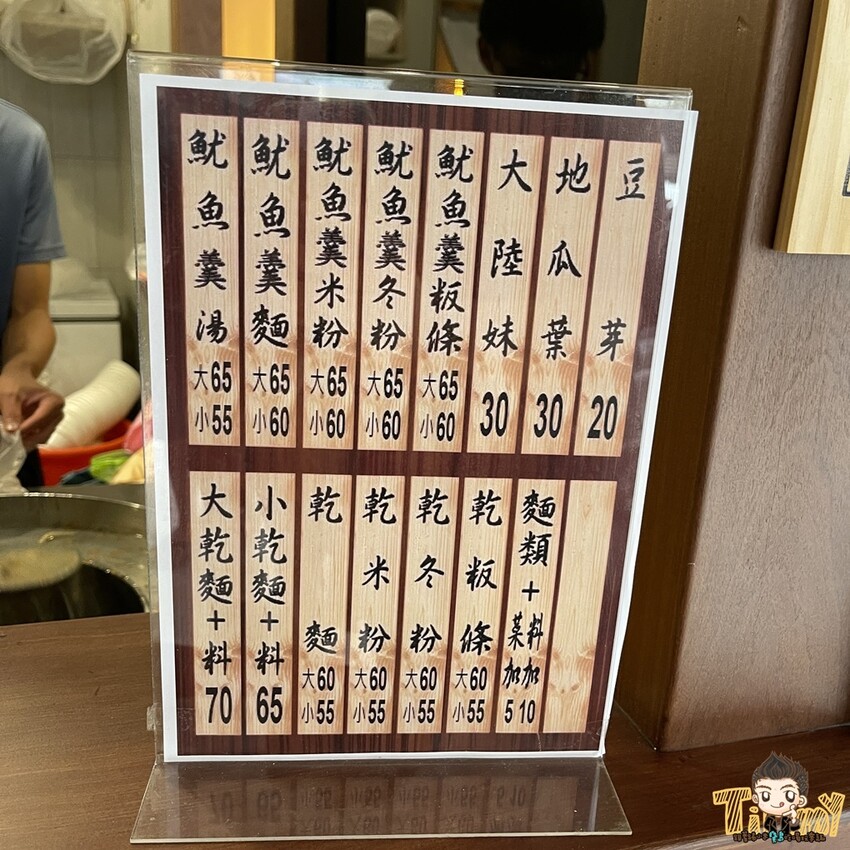 魷魚羹湯 大65 小55
魷魚羹麵 大65 小60
魷魚羹米粉 大65 小60
魷魚羹冬粉 大65 小60
魷魚羹粄條 大65 小60
大陸妹 30
地瓜葉 30
豆芽 20
大乾麵+料 70
小乾麵+料 65
乾麵 大60 小55
乾米粉 大60 小55
乾冬粉 大60 小55
乾粄條 大60 小55
麵類+ 菜加5 料加10